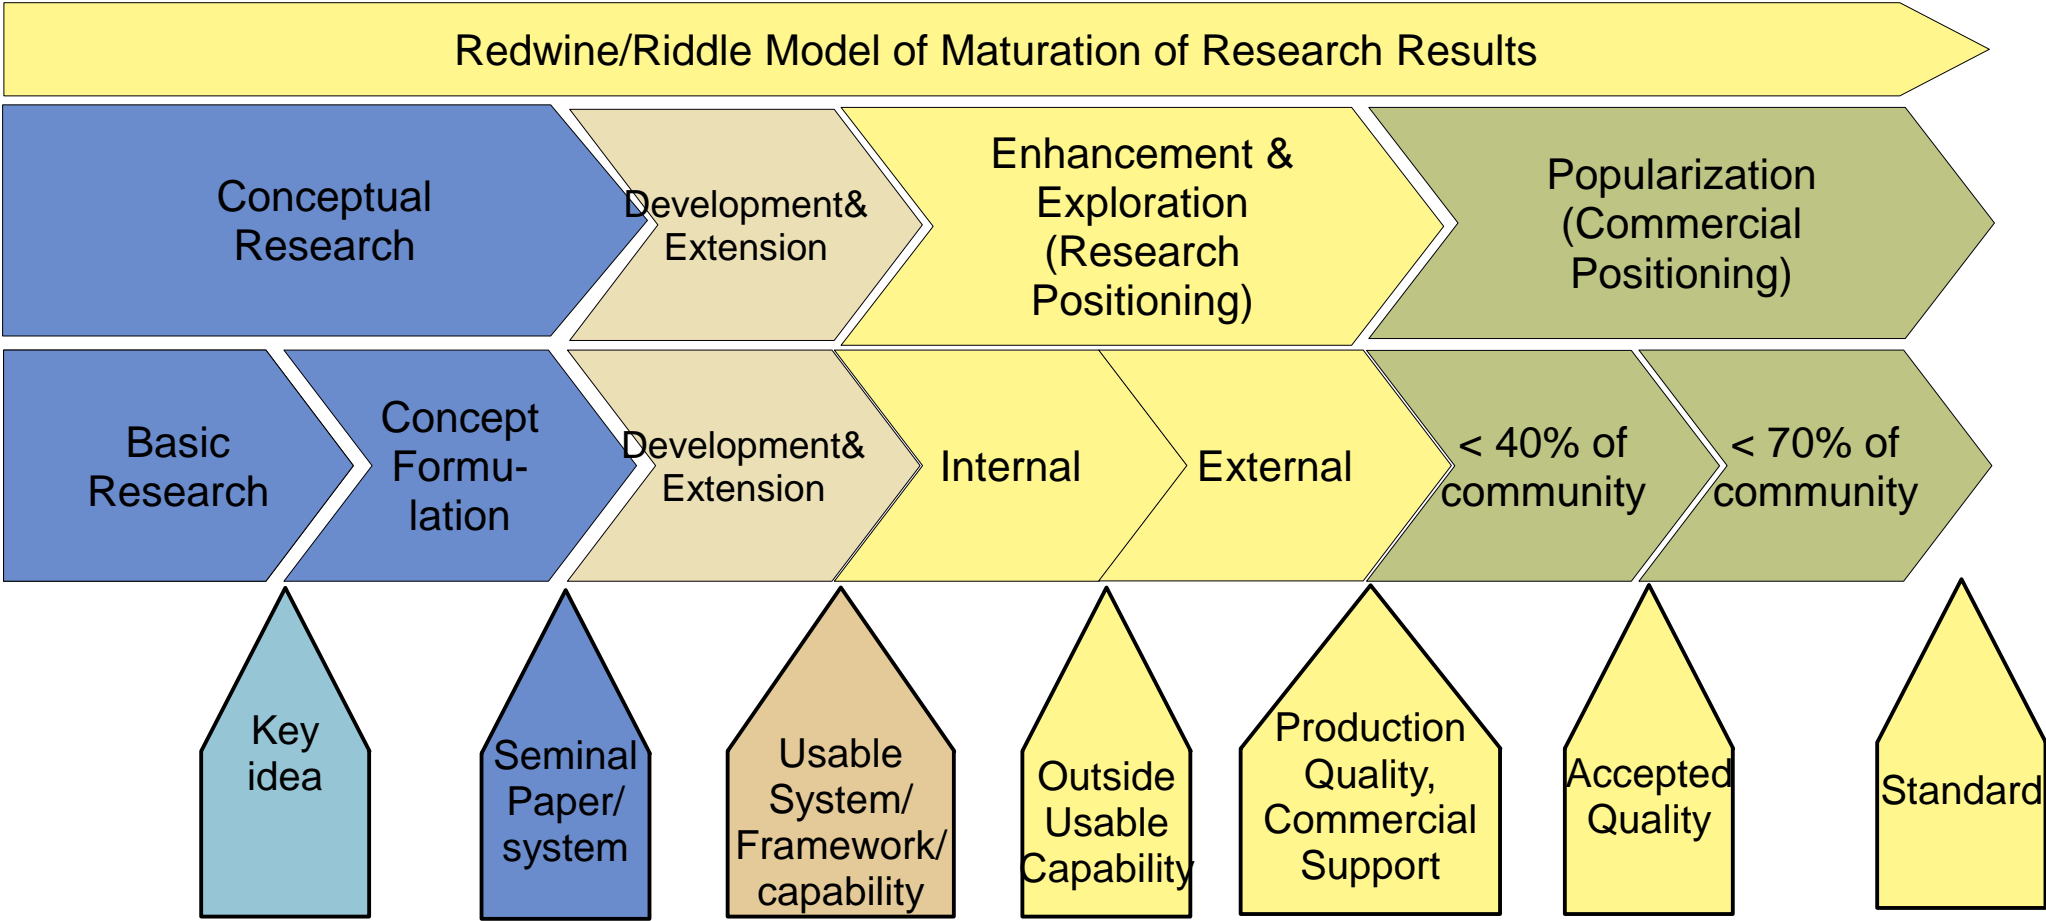 Redwine/Riddle Model of Maturation of Research Results
Conceptual
Research
Development&
Extension
Enhancement &
Exploration
(Research
Positioning)
Popularization
(Commercial
Positioning)
Basic
Research
Concept
Formu-
lation
Development&
Extension
Internal
External
< 40% of
community
< 70% of
community
Key
idea
Seminal
Paper/
system
Usable
System/
Framework/
capability
Outside
Usable
Capability
Production
Quality,
Commercial
Support
Accepted
Quality
Standard